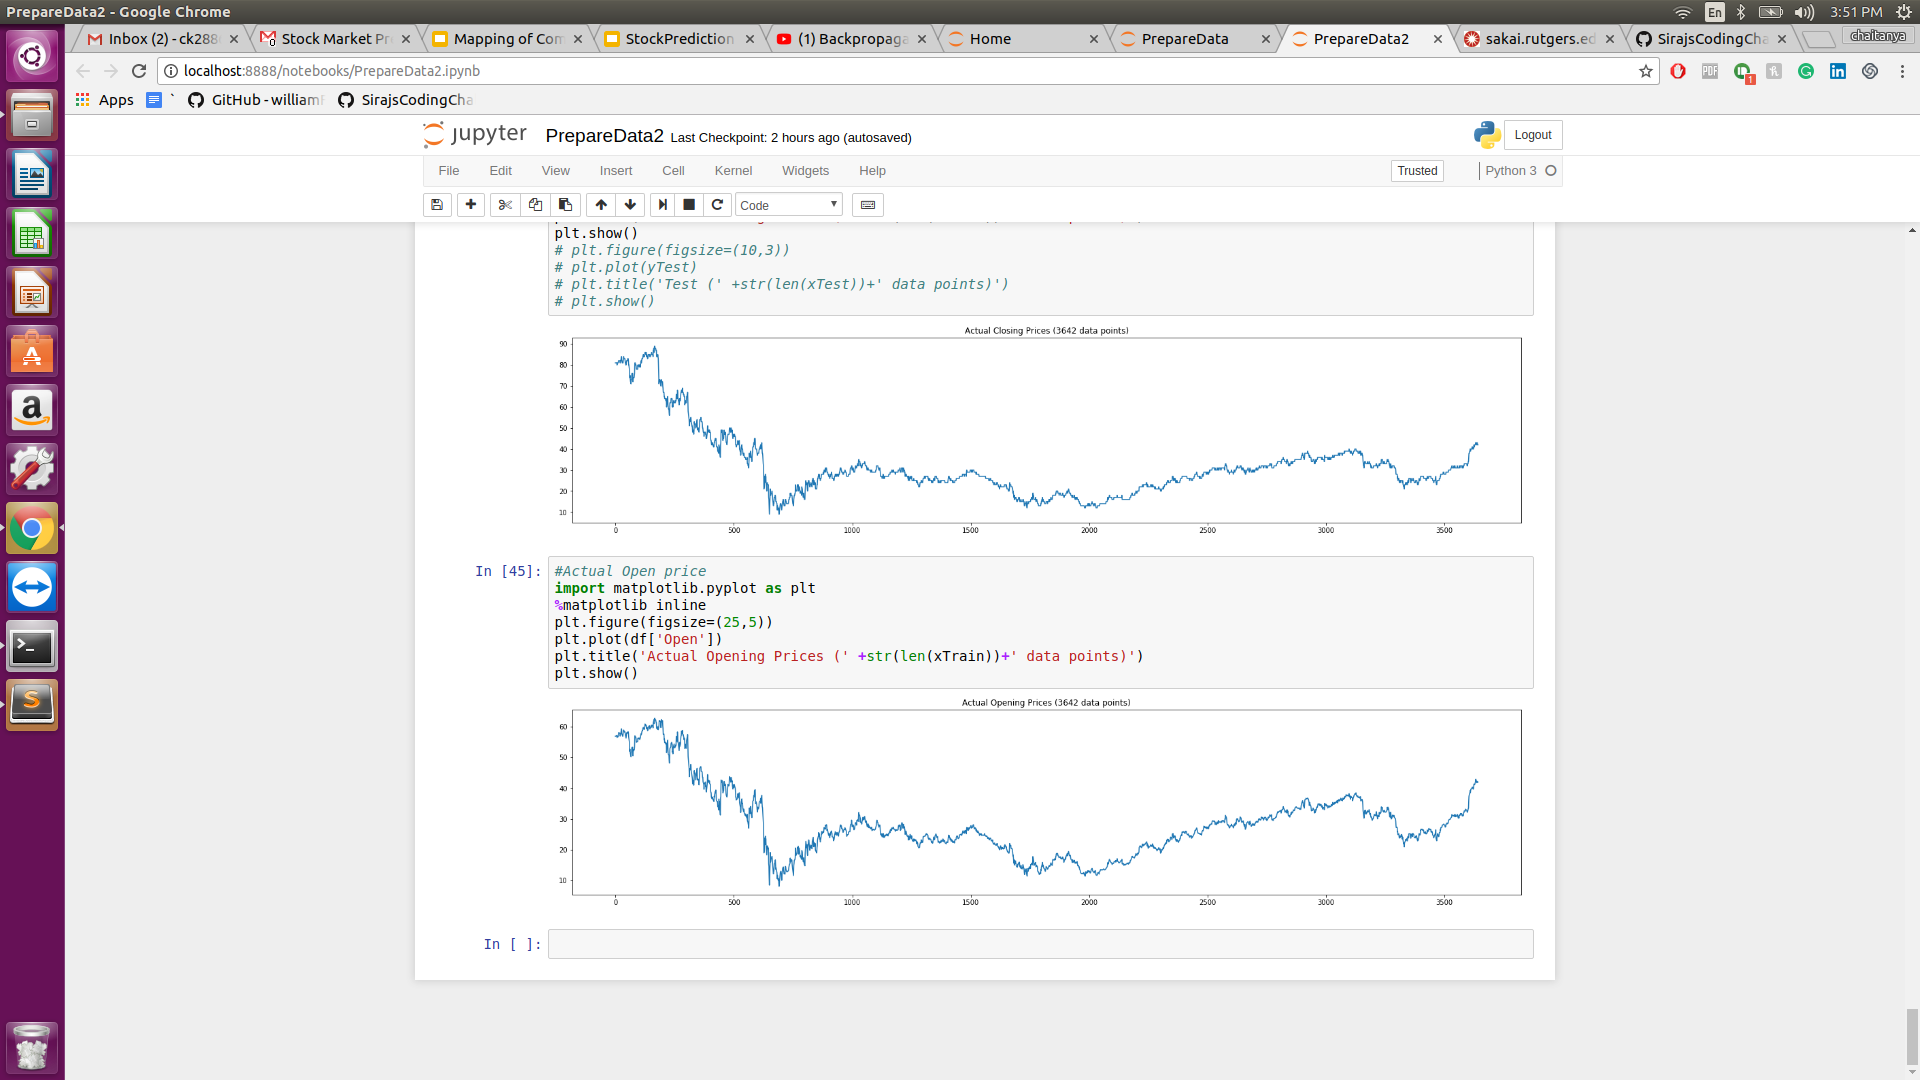 PrepareData2 - Google Chrome
En
3:51 PM
Inbox (2) - ck288
Stock Market Pr
Mapping of Com
StockPrediction
(1) Backpropaga
Home
PrepareData
PrepareData2
sakai.rutgers.ed
SirajsCodingCha
chaitanya
localhost:8888/notebooks/PrepareData2.ipynb
Apps
GitHub - william
SirajsCodingCha
jupyter PrepareData2 Last Checkpoint: 2 hours ago (autosaved)
Logout
File Edit View Insert Cell Kernel Widgets Help
Trusted
Python 3
Code
plt.show()
# plt.figure(figsize=(10,3))
# plt.plot(yTest)
# plt.title('Test (' +str(len(xTest))+' data points)')
# plt.show()
Actual Closing Prices (3642 data points)
90
80
70
60
50
40
30
20
10
0 500 1000 1500 2000 2500 3000 3500
In [45]:
#Actual Open price
import matplotlib.pyplot as plt
%matplotlib inline
plt.figure(figsize=(25,5))
plt.plot(df['Open'])
plt.title('Actual Opening Prices (' +str(len(xTrain))+' data points)')
plt.show()
Actual Opening Prices (3642 data points)
60
50
40
30
20
10
0 500 1000 1500 2000 2500 3000 3500
In [ ]: